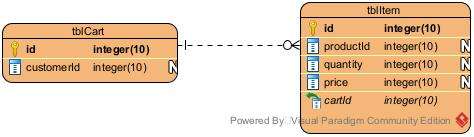 tblCart
id integer(10)
customerId integer(10) N
tblItem
id integer(10)
productId integer(10) N
quantity integer(10) N
price integer(10) N
cartId integer(10)
Powered By Visual Paradigm Community Edition